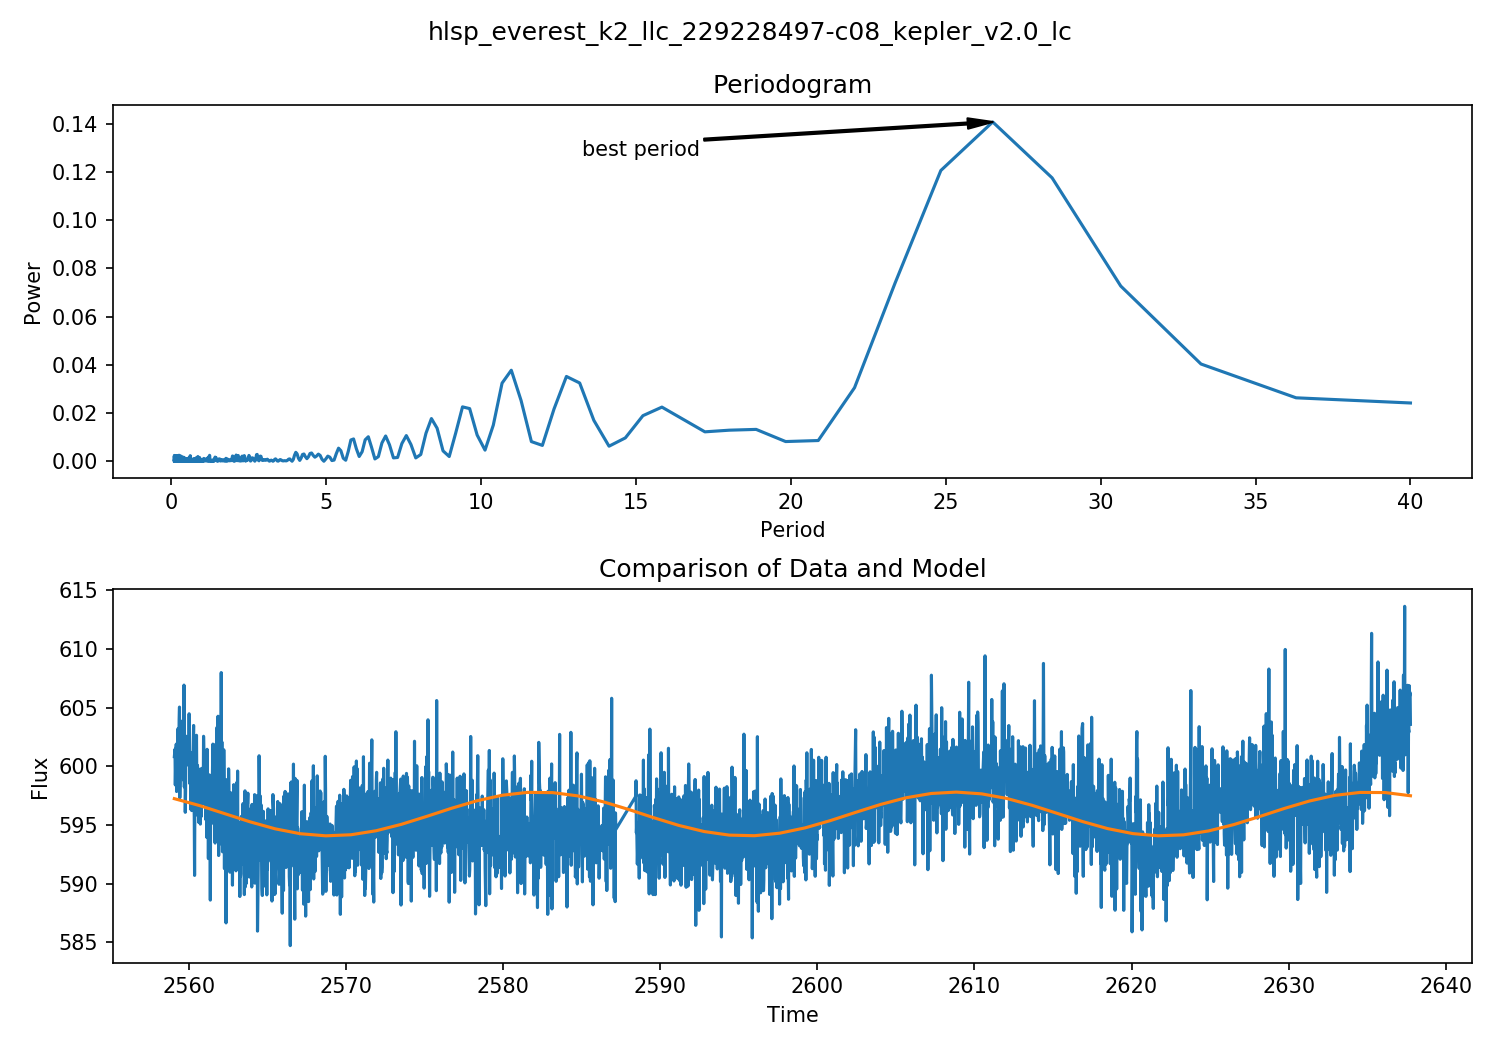 hlsp_everest_k2_llc_229228497-c08_kepler_v2.0_lc
Periodogram
0.14
0.12
0.10
0.08
0.06
0.04
0.02
0.00
Power
best period
0 5 10 15 20 25 30 35 40
Period
Comparison of Data and Model
615
610
605
600
595
590
585
Flux
2560 2570 2580 2590 2600 2610 2620 2630 2640
Time